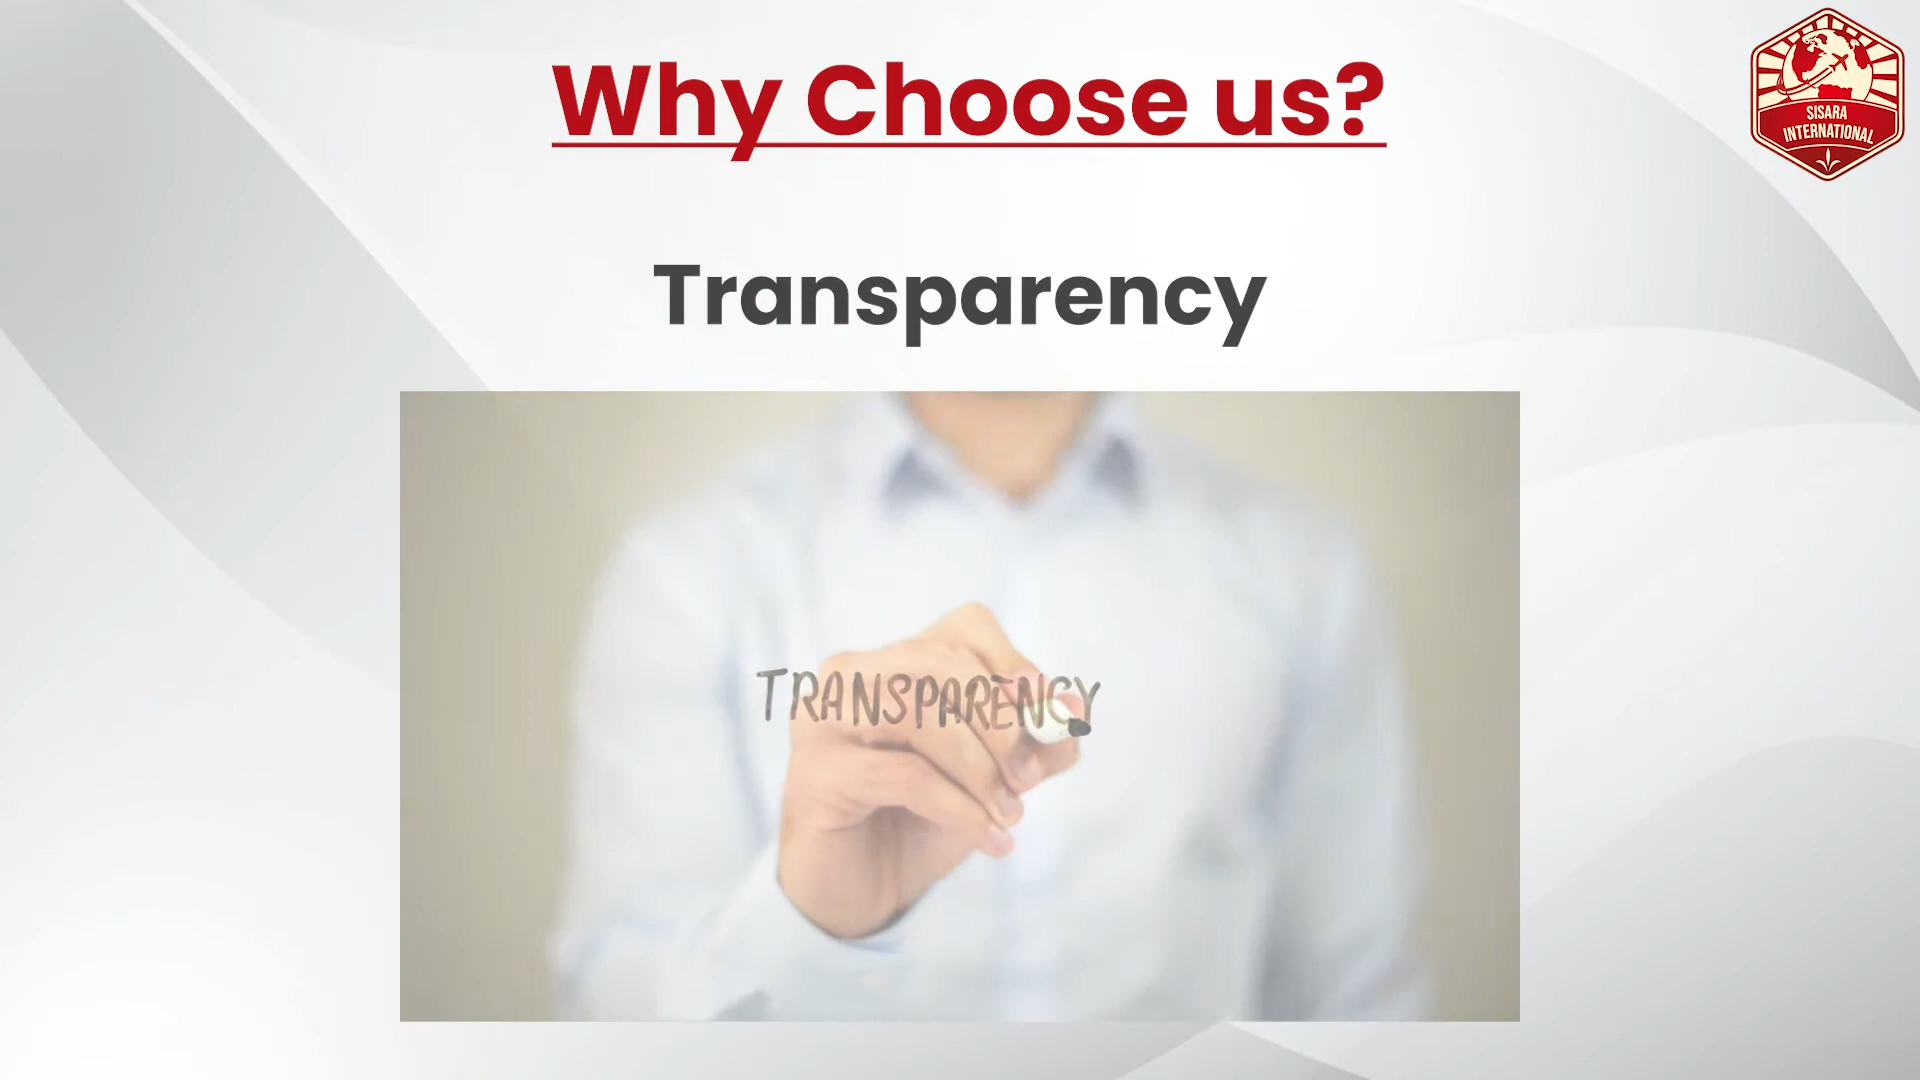 Why Choose us?
SISARA
INTERNATIONAL
Transparency
TRANSPARENCY